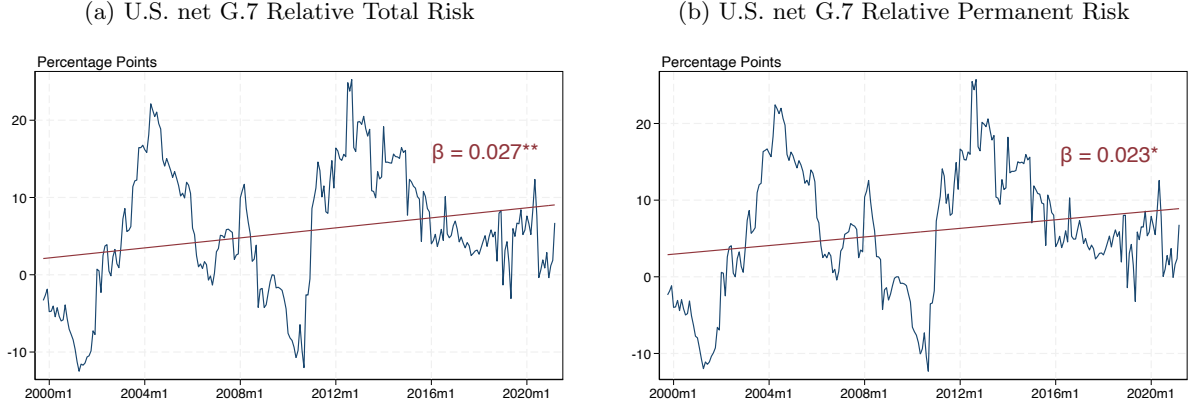 (a) U.S. net G.7 Relative Total Risk
Percentage Points
20
10
0
-10
β = 0.027**
2000m1 2004m1 2008m1 2012m1 2016m1 2020m1
(b) U.S. net G.7 Relative Permanent Risk
Percentage Points
20
10
0
-10
β = 0.023*
2000m1 2004m1 2008m1 2012m1 2016m1 2020m1